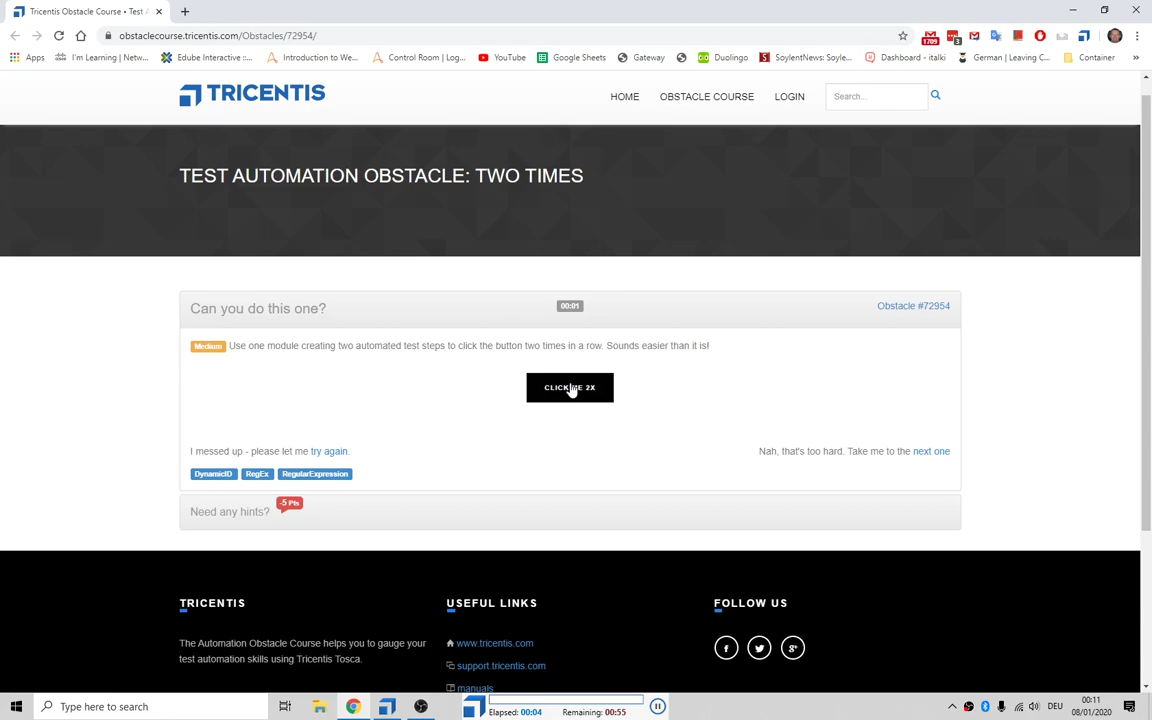 Tricentis Obstacle Course • Test A
obstaclecourse.tricentis.com/Obstacles/72954/
1709
3
Apps
I'm Learning | Netw...
Edube Interactive ::...
Introduction to We...
Control Room | Log...
YouTube
Google Sheets
Gateway
Duolingo
SoylentNews: Soyle...
Dashboard - italki
German | Leaving C...
Container
»
TRICENTIS
HOME
OBSTACLE COURSE
LOGIN
Search...
TEST AUTOMATION OBSTACLE: TWO TIMES
Can you do this one?
00:01
Obstacle #72954
Medium Use one module creating two automated test steps to click the button two times in a row. Sounds easier than it is!
CLICK ME 2X
I messed up - please let me try again.
Nah, that's too hard. Take me to the next one
DynamicID RegEx RegularExpression
Need any hints?
-5 Pts
TRICENTIS
The Automation Obstacle Course helps you to gauge your
test automation skills using Tricentis Tosca.
USEFUL LINKS
www.tricentis.com
support.tricentis.com
manuals
FOLLOW US
Type here to search
Elapsed: 00:04 Remaining: 00:55
DEU
00:11
08/01/2020